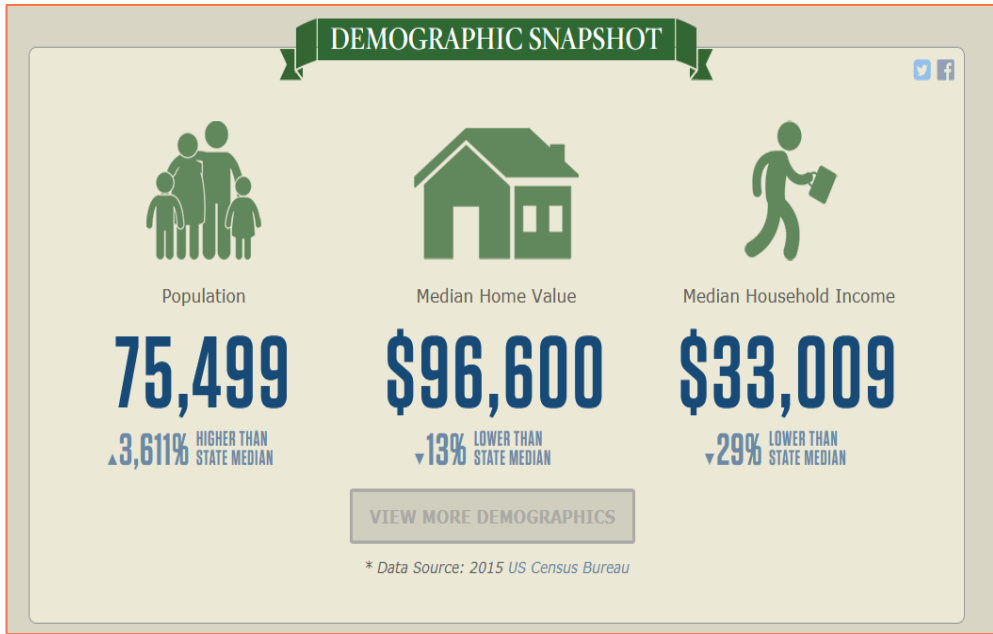 DEMOGRAPHIC SNAPSHOT
Population
75,499
▲3,611% HIGHER THAN
STATE MEDIAN
Median Home Value
$96,600
▼13% LOWER THAN
STATE MEDIAN
Median Household Income
$33,009
▼29% LOWER THAN
STATE MEDIAN
VIEW MORE DEMOGRAPHICS
* Data Source: 2015 US Census Bureau